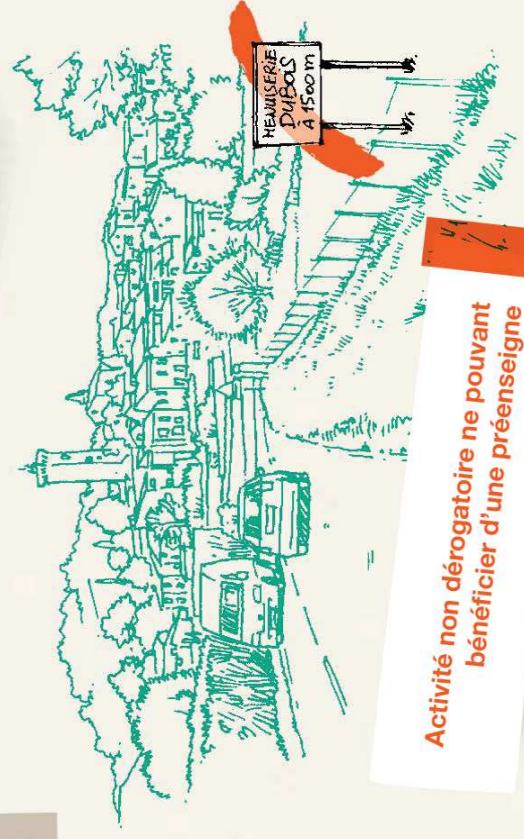 MENUISERIE
DUBOIS
À 1500 m
Activité non dérogatoire ne pouvant
bénéficier d'une préenseigne